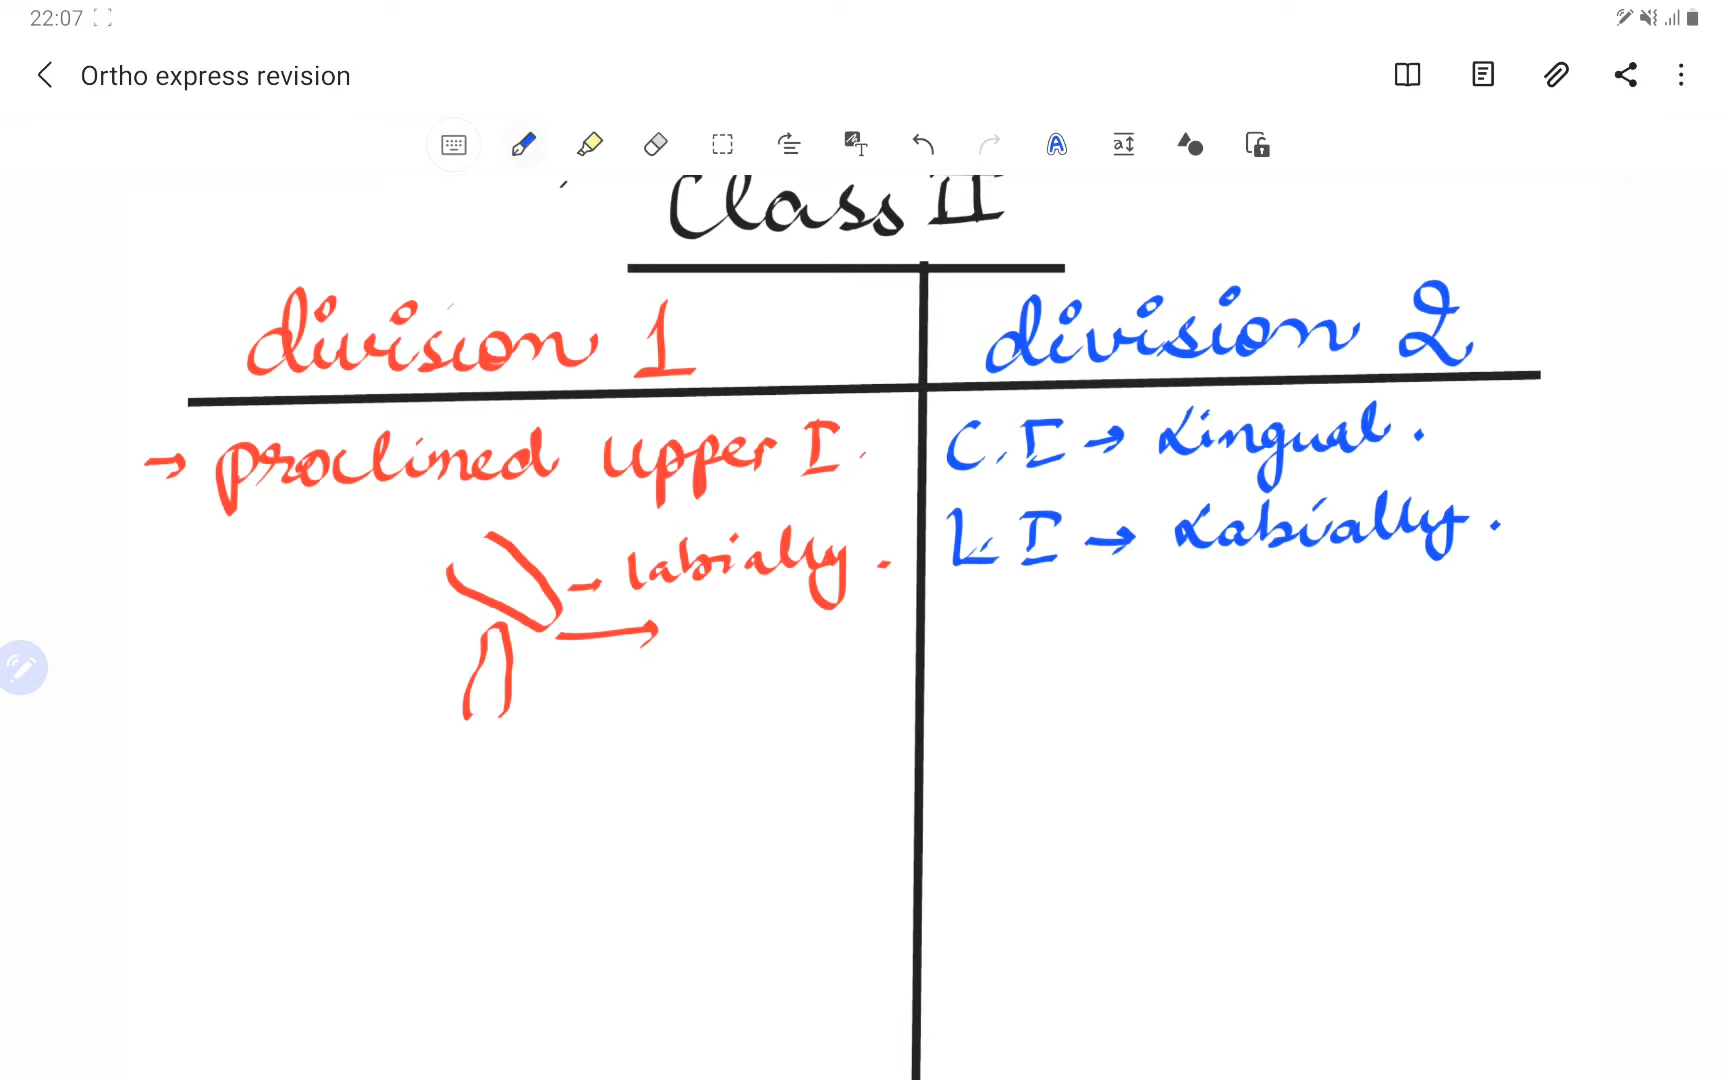 22:07
Ortho express revision
Class II
division 1
division 2
→ proclined upper I.
→ labially.
C.I → Lingual.
L.I → Labially.